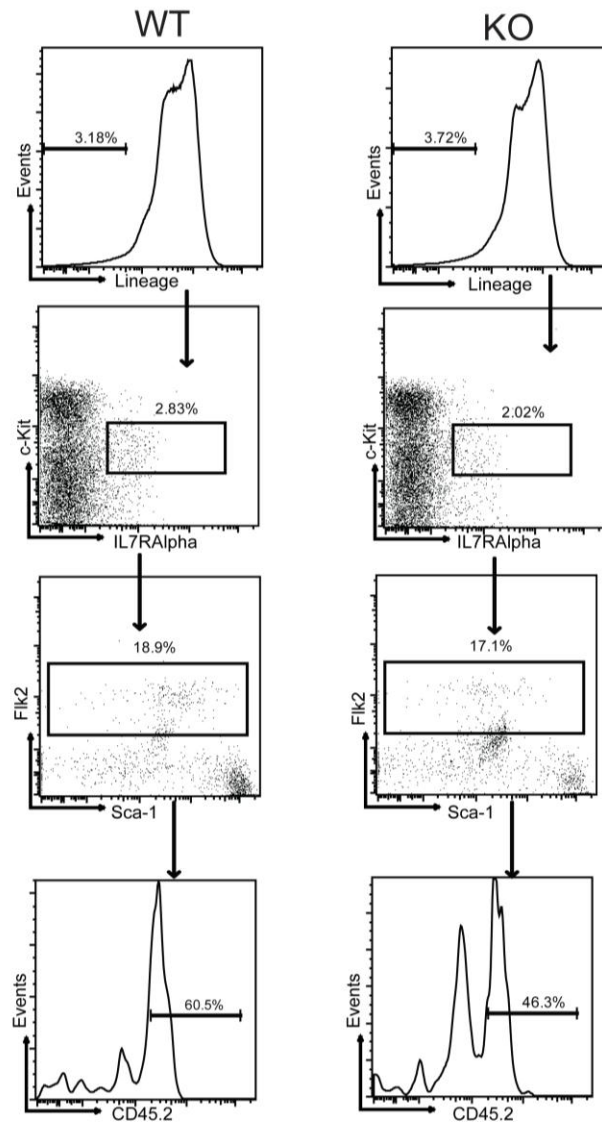 WT KO
3.18% 3.72%
Events Events
Lineage Lineage
2.83% 2.02%
c-Kit c-Kit
IL7RAlpha IL7RAlpha
18.9% 17.1%
Flk2 Flk2
Sca-1 Sca-1
60.5% 46.3%
Events Events
CD45.2 CD45.2